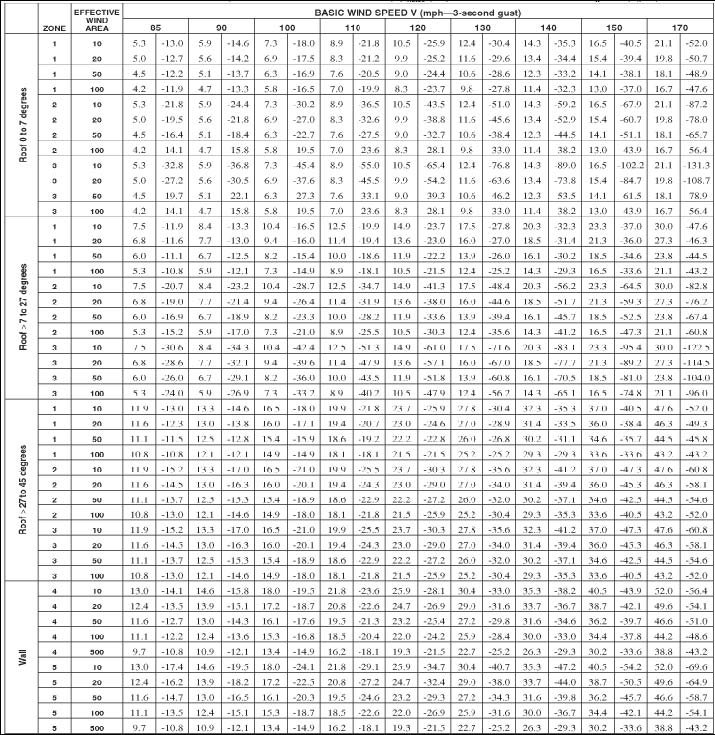 BASIC WIND SPEED V (mph—3-second gust)
ZONE EFFECTIVE WIND AREA 85 90 100 110 120 130 140 150 170
Roof 0 to 7 degrees
1 10 5.3 -13.0 5.9 -14.6 7.3 -18.0 8.9 -21.8 10.5 -25.9 12.4 -30.4 14.3 -35.3 16.5 -40.5 21.1 -52.0
1 20 5.0 -12.7 5.6 -14.2 6.9 -17.5 8.3 -21.2 9.9 -25.2 11.6 -29.6 13.4 -34.4 15.4 -39.4 19.8 -50.7
1 50 4.5 -12.2 5.1 -13.7 6.3 -16.9 7.6 -20.5 9.0 -24.4 10.6 -28.6 12.3 -33.2 14.1 -38.1 18.1 -48.9
1 100 4.2 -11.9 4.7 -13.3 5.8 -16.5 7.0 -19.9 8.3 -23.7 9.8 -27.8 11.4 -32.3 13.0 -37.0 16.7 -47.6
2 10 5.3 -21.8 5.9 -24.4 7.3 -30.2 8.9 -36.5 10.5 -43.5 12.4 -51.0 14.3 -59.2 16.5 -67.9 21.1 -87.2
2 20 5.0 -19.5 5.6 -21.8 6.9 -27.0 8.3 -32.6 9.9 -38.8 11.6 -45.6 13.4 -52.9 15.4 -60.7 19.8 -78.0
2 50 4.5 -16.4 5.1 -18.4 6.3 -22.7 7.6 -27.5 9.0 -32.7 10.6 -38.4 12.3 -44.5 14.1 -51.1 18.1 -65.7
2 100 4.2 14.1 4.7 15.8 5.8 19.5 7.0 23.6 8.3 28.1 9.8 33.0 11.4 38.2 13.0 43.9 16.7 56.4
3 10 5.3 -32.8 5.9 -36.8 7.3 -45.4 8.9 -55.0 10.5 -65.4 12.4 -76.8 14.3 -89.0 16.5 -102.2 21.1 -131.3
3 20 5.0 -27.2 5.6 -30.5 6.9 -37.6 8.3 -45.5 9.9 -54.2 11.6 -63.6 13.4 -73.8 15.4 -84.7 19.8 -108.7
3 50 4.5 19.7 5.1 22.1 6.3 27.3 7.6 33.1 9.0 39.3 10.6 46.2 12.3 53.5 14.1 61.5 18.1 78.9
3 100 4.2 14.1 4.7 15.8 5.8 19.5 7.0 23.6 8.3 28.1 9.8 33.0 11.4 38.2 13.0 43.9 16.7 56.4
Roof > 7 to 27 degrees
1 10 7.5 -11.9 8.4 -13.3 10.4 -16.5 12.5 -19.9 14.9 -23.7 17.5 -27.8 20.3 -32.3 23.3 -37.0 30.0 -47.6
1 20 6.8 -11.6 7.7 -13.0 9.4 -16.0 11.4 -19.4 13.6 -23.0 16.0 -27.0 18.5 -31.4 21.3 -36.0 27.3 -46.3
1 50 6.0 -11.1 6.7 -12.5 8.2 -15.4 10.0 -18.6 11.9 -22.2 13.9 -26.0 16.1 -30.2 18.5 -34.6 23.8 -44.5
1 100 5.3 -10.8 5.9 -12.1 7.3 -14.9 8.9 -18.1 10.5 -21.5 12.4 -25.2 14.3 -29.3 16.5 -33.6 21.1 -43.2
2 10 7.5 -20.7 8.4 -23.2 10.4 -28.7 12.5 -34.7 14.9 -41.3 17.5 -48.4 20.3 -56.2 23.3 -64.5 30.0 -82.8
2 20 6.8 -19.0 7.7 -21.4 9.4 -26.4 11.4 -31.9 13.6 -38.0 16.0 -44.6 18.5 -51.7 21.3 -59.3 27.3 -76.2
2 50 6.0 -16.9 6.7 -18.9 8.2 -23.3 10.0 -28.2 11.9 -33.6 13.9 -39.4 16.1 -45.7 18.5 -52.5 23.8 -67.4
2 100 5.3 -15.2 5.9 -17.0 7.3 -21.0 8.9 -25.5 10.5 -30.3 12.4 -35.6 14.3 -41.2 16.5 -47.3 21.1 -60.8
3 10 7.5 -30.6 8.4 -34.3 10.4 -42.4 12.5 -51.3 14.9 -61.0 17.5 -71.6 20.3 -83.1 23.3 -95.4 30.0 -122.5
3 20 6.8 -28.6 7.7 -32.1 9.4 -39.6 11.4 -47.9 13.6 -57.1 16.0 -67.0 18.5 -77.7 21.3 -89.2 27.3 -114.5
3 50 6.0 -26.0 6.7 -29.1 8.2 -36.0 10.0 -43.5 11.9 -51.8 13.9 -60.8 16.1 -70.5 18.5 -81.0 23.8 -104.0
3 100 5.3 -24.0 5.9 -26.9 7.3 -33.2 8.9 -40.2 10.5 -47.9 12.4 -56.2 14.3 -65.1 16.5 -74.8 21.1 -96.0
Roof > 27 to 45 degrees
1 10 11.9 -13.0 13.3 -14.6 16.5 -18.0 19.9 -21.8 23.7 -25.9 27.8 -30.4 32.3 -35.3 37.0 -40.5 47.6 -52.0
1 20 11.6 -12.3 13.0 -13.8 16.0 -17.1 19.4 -20.7 23.0 -24.6 27.0 -28.9 31.4 -33.5 36.0 -38.4 46.3 -49.3
1 50 11.1 -11.5 12.5 -12.8 15.4 -15.9 18.6 -19.2 22.2 -22.8 26.0 -26.8 30.2 -31.1 34.6 -35.7 44.5 -45.8
1 100 10.8 -10.8 12.1 -12.1 14.9 -14.9 18.1 -18.1 21.5 -21.5 25.2 -25.2 29.3 -29.3 33.6 -33.6 43.2 -43.2
2 10 11.9 -15.2 13.3 -17.0 16.5 -21.0 19.9 -25.5 23.7 -30.3 27.8 -35.6 32.3 -41.2 37.0 -47.3 47.6 -60.8
2 20 11.6 -14.5 13.0 -16.3 16.0 -20.1 19.4 -24.3 23.0 -29.0 27.0 -34.0 31.4 -39.4 36.0 -45.3 46.3 -58.1
2 50 11.1 -13.7 12.5 -15.3 15.4 -18.9 18.6 -22.9 22.2 -27.2 26.0 -32.0 30.2 -37.1 34.6 -42.5 44.5 -54.6
2 100 10.8 -13.0 12.1 -14.6 14.9 -18.0 18.1 -21.8 21.5 -25.9 25.2 -30.4 29.3 -35.3 33.6 -40.5 43.2 -52.0
3 10 11.9 -15.2 13.3 -17.0 16.5 -21.0 19.9 -25.5 23.7 -30.3 27.8 -35.6 32.3 -41.2 37.0 -47.3 47.6 -60.8
3 20 11.6 -14.5 13.0 -16.3 16.0 -20.1 19.4 -24.3 23.0 -29.0 27.0 -34.0 31.4 -39.4 36.0 -45.3 46.3 -58.1
3 50 11.1 -13.7 12.5 -15.3 15.4 -18.9 18.6 -22.9 22.2 -27.2 26.0 -32.0 30.2 -37.1 34.6 -42.5 44.5 -54.6
3 100 10.8 -13.0 12.1 -14.6 14.9 -18.0 18.1 -21.8 21.5 -25.9 25.2 -30.4 29.3 -35.3 33.6 -40.5 43.2 -52.0
Wall
4 10 13.0 -14.1 14.6 -15.8 18.0 -19.5 21.8 -23.6 25.9 -28.1 30.4 -33.0 35.3 -38.2 40.5 -43.9 52.0 -56.4
4 20 12.4 -13.5 13.9 -15.1 17.2 -18.7 20.8 -22.6 24.7 -26.9 29.0 -31.6 33.7 -36.7 38.7 -42.1 49.6 -54.1
4 50 11.6 -12.7 13.0 -14.3 16.1 -17.6 19.5 -21.3 23.2 -25.4 27.2 -29.8 31.6 -34.6 36.2 -39.7 46.6 -51.0
4 100 11.1 -12.2 12.4 -13.6 15.3 -16.8 18.5 -20.4 22.0 -24.2 25.9 -28.4 30.0 -33.0 34.4 -37.8 44.2 -48.6
4 500 9.7 -10.8 10.9 -12.1 13.4 -14.9 16.2 -18.1 19.3 -21.5 22.7 -25.2 26.3 -29.3 30.2 -33.6 38.8 -43.2
5 10 13.0 -17.4 14.6 -19.5 18.0 -24.1 21.8 -29.1 25.9 -34.7 30.4 -40.7 35.3 -47.2 40.5 -54.2 52.0 -69.6
5 20 12.4 -16.2 13.9 -18.2 17.2 -22.5 20.8 -27.2 24.7 -32.4 29.0 -38.0 33.7 -44.0 38.7 -50.5 49.6 -64.9
5 50 11.6 -14.7 13.0 -16.5 16.1 -20.3 19.5 -24.6 23.2 -29.3 27.2 -34.3 31.6 -39.8 36.2 -45.7 46.6 -58.7
5 100 11.1 -13.5 12.4 -15.1 15.3 -18.7 18.5 -22.6 22.0 -26.9 25.9 -31.6 30.0 -36.7 34.4 -42.1 44.2 -54.1
5 500 9.7 -10.8 10.9 -12.1 13.4 -14.9 16.2 -18.1 19.3 -21.5 22.7 -25.2 26.3 -29.3 30.2 -33.6 38.8 -43.2